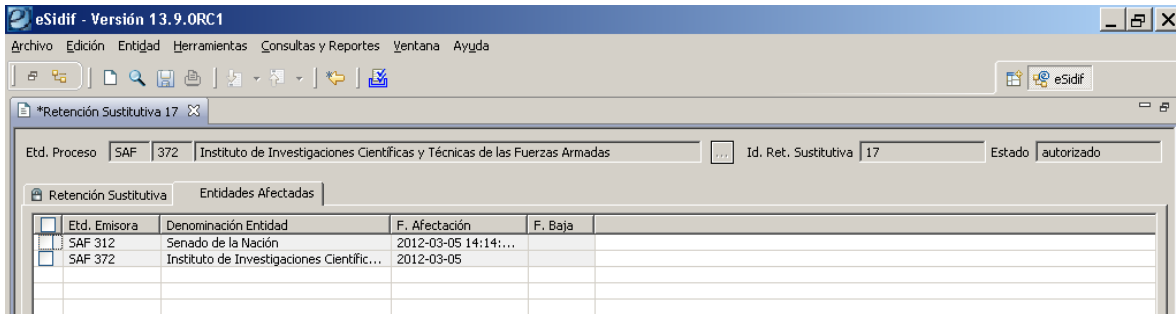 eSidif - Versión 13.9.0RC1
Archivo Edición Entidad Herramientas Consultas y Reportes Ventana Ayuda
eSidif
*Retención Sustitutiva 17
Etd. Proceso SAF 372 Instituto de Investigaciones Científicas y Técnicas de las Fuerzas Armadas ... Id. Ret. Sustitutiva 17 Estado autorizado
Retención Sustitutiva Entidades Afectadas
Etd. Emisora Denominación Entidad F. Afectación F. Baja
SAF 312 Senado de la Nación 2012-03-05 14:14:...
SAF 372 Instituto de Investigaciones Científic... 2012-03-05